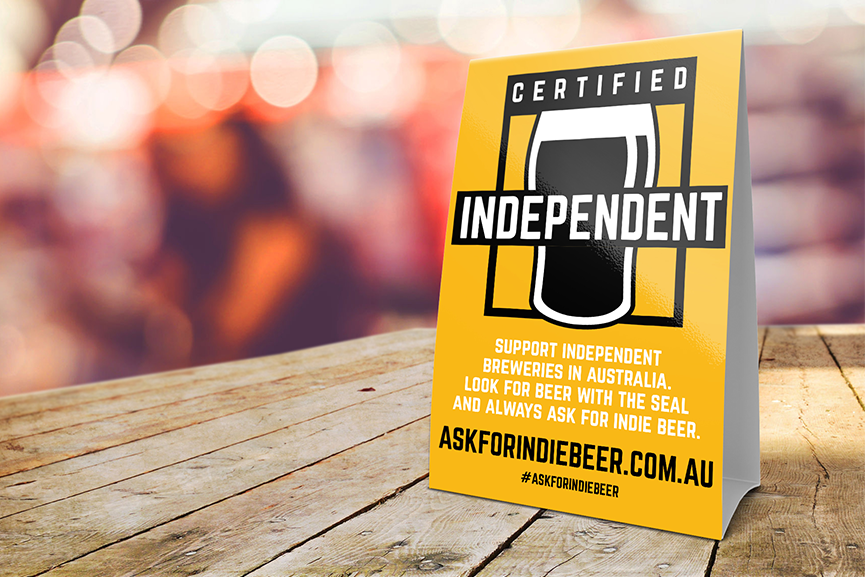 CERTIFIED
INDEPENDENT
SUPPORT INDEPENDENT
BREWERIES IN AUSTRALIA.
LOOK FOR BEER WITH THE SEAL
AND ALWAYS ASK FOR INDIE BEER.
ASKFORINDIEBEER.COM.AU
#ASKFORINDIEBEER